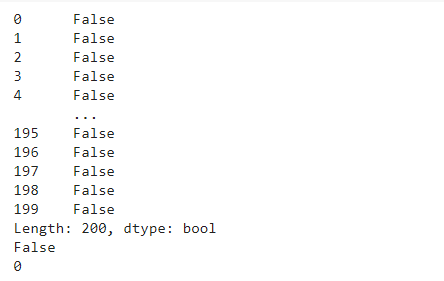 0      False
1      False
2      False
3      False
4      False
       ...
195    False
196    False
197    False
198    False
199    False
Length: 200, dtype: bool
False
0